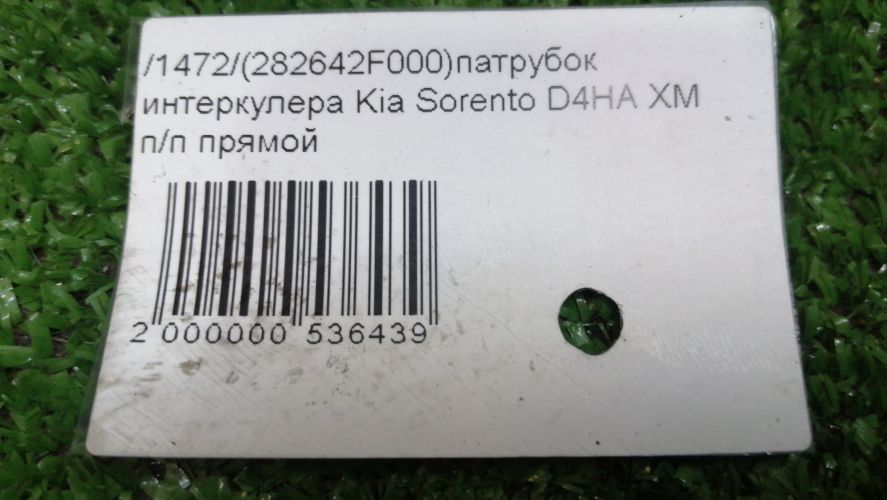 /1472/(282642F000)патрубок
интеркулера Kia Sorento D4HA XM
п/п прямой
2 000000 536439